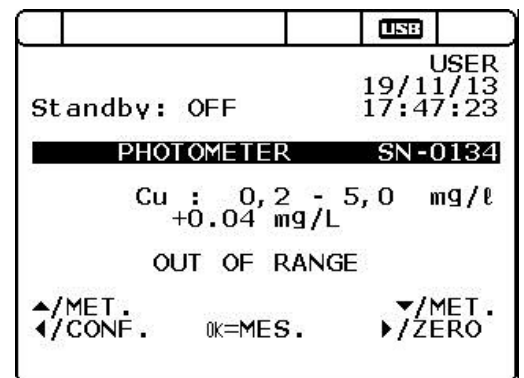 USB
USER
19/11/13
Standby: OFF 17:47:23
PHOTOMETER SN-0134
Cu : 0,2 - 5,0 mg/ℓ
+0.04 mg/L
OUT OF RANGE
▲/MET. ▼/MET.
◀/CONF. OK=MES. ▶/ZERO